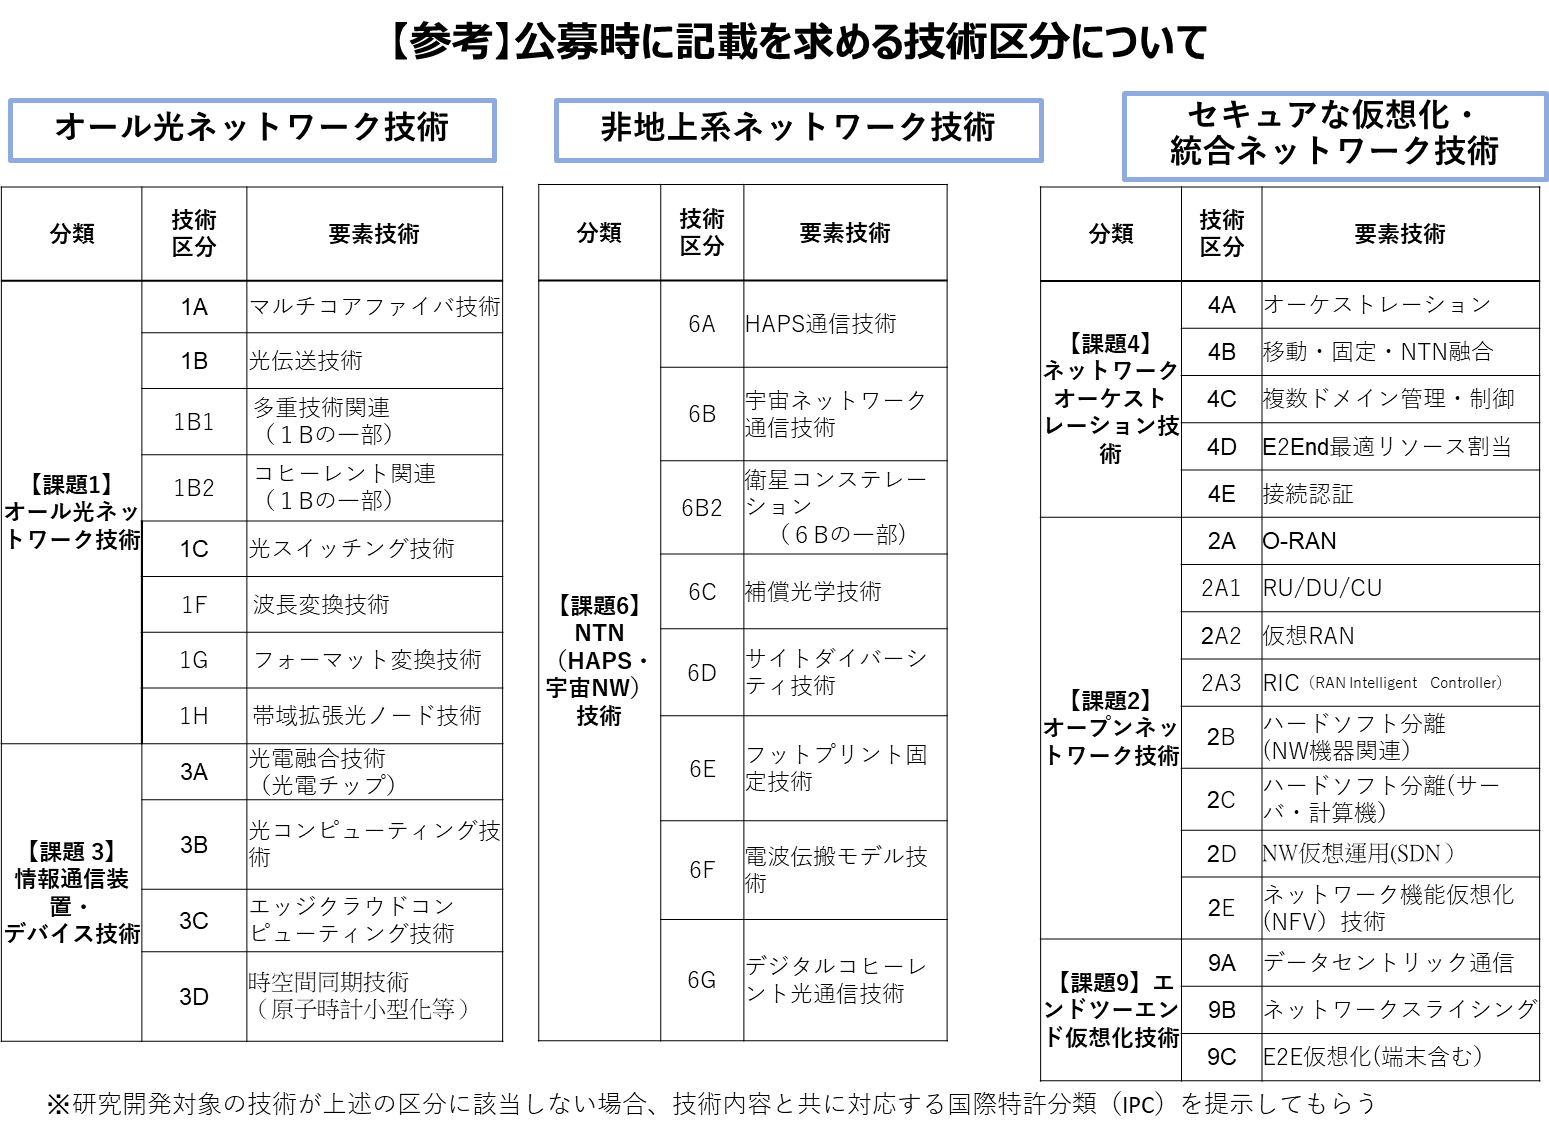 【参考】公募時に記載を求める技術区分について
オール光ネットワーク技術
分類
技術
区分
要素技術
【課題1】
オール光ネッ
トワーク技術
1A
マルチコアファイバ技術
1B
光伝送技術
1B1
多重技術関連
（１Bの一部）
1B2
コヒーレント関連
（１Bの一部）
1C
光スイッチング技術
1F
波長変換技術
1G
フォーマット変換技術
1H
帯域拡張光ノード技術
【課題 3】
情報通信装
置・
デバイス技術
3A
光電融合技術
（光電チップ）
3B
光コンピューティング技
術
3C
エッジクラウドコン
ピューティング技術
3D
時空間同期技術
（原子時計小型化等）
非地上系ネットワーク技術
分類
技術
区分
要素技術
【課題6】
NTN
（HAPS・
宇宙NW）
技術
6A
HAPS通信技術
6B
宇宙ネットワーク
通信技術
6B2
衛星コンステレー
ション
（６Bの一部）
6C
補償光学技術
6D
サイトダイバーシ
ティ技術
6E
フットプリント固
定技術
6F
電波伝搬モデル技
術
6G
デジタルコヒーレ
ント光通信技術
セキュアな仮想化・
統合ネットワーク技術
分類
技術
区分
要素技術
【課題4】
ネットワーク
オーケスト
レーション技
術
4A
オーケストレーション
4B
移動・固定・NTN融合
4C
複数ドメイン管理・制御
4D
E2End最適リソース割当
4E
接続認証
【課題2】
オープンネッ
トワーク技術
2A
O-RAN
2A1
RU/DU/CU
2A2
仮想RAN
2A3
RIC（RAN Intelligent Controller）
2B
ハードソフト分離
(NW機器関連）
2C
ハードソフト分離(サー
バ・計算機）
2D
NW仮想運用(SDN ）
2E
ネットワーク機能仮想化
(NFV）技術
【課題9】エ
ンドツーエン
ド仮想化技術
9A
データセントリック通信
9B
ネットワークスライシング
9C
E2E仮想化(端末含む）
※研究開発対象の技術が上述の区分に該当しない場合、技術内容と共に対応する国際特許分類（IPC）を提示してもらう